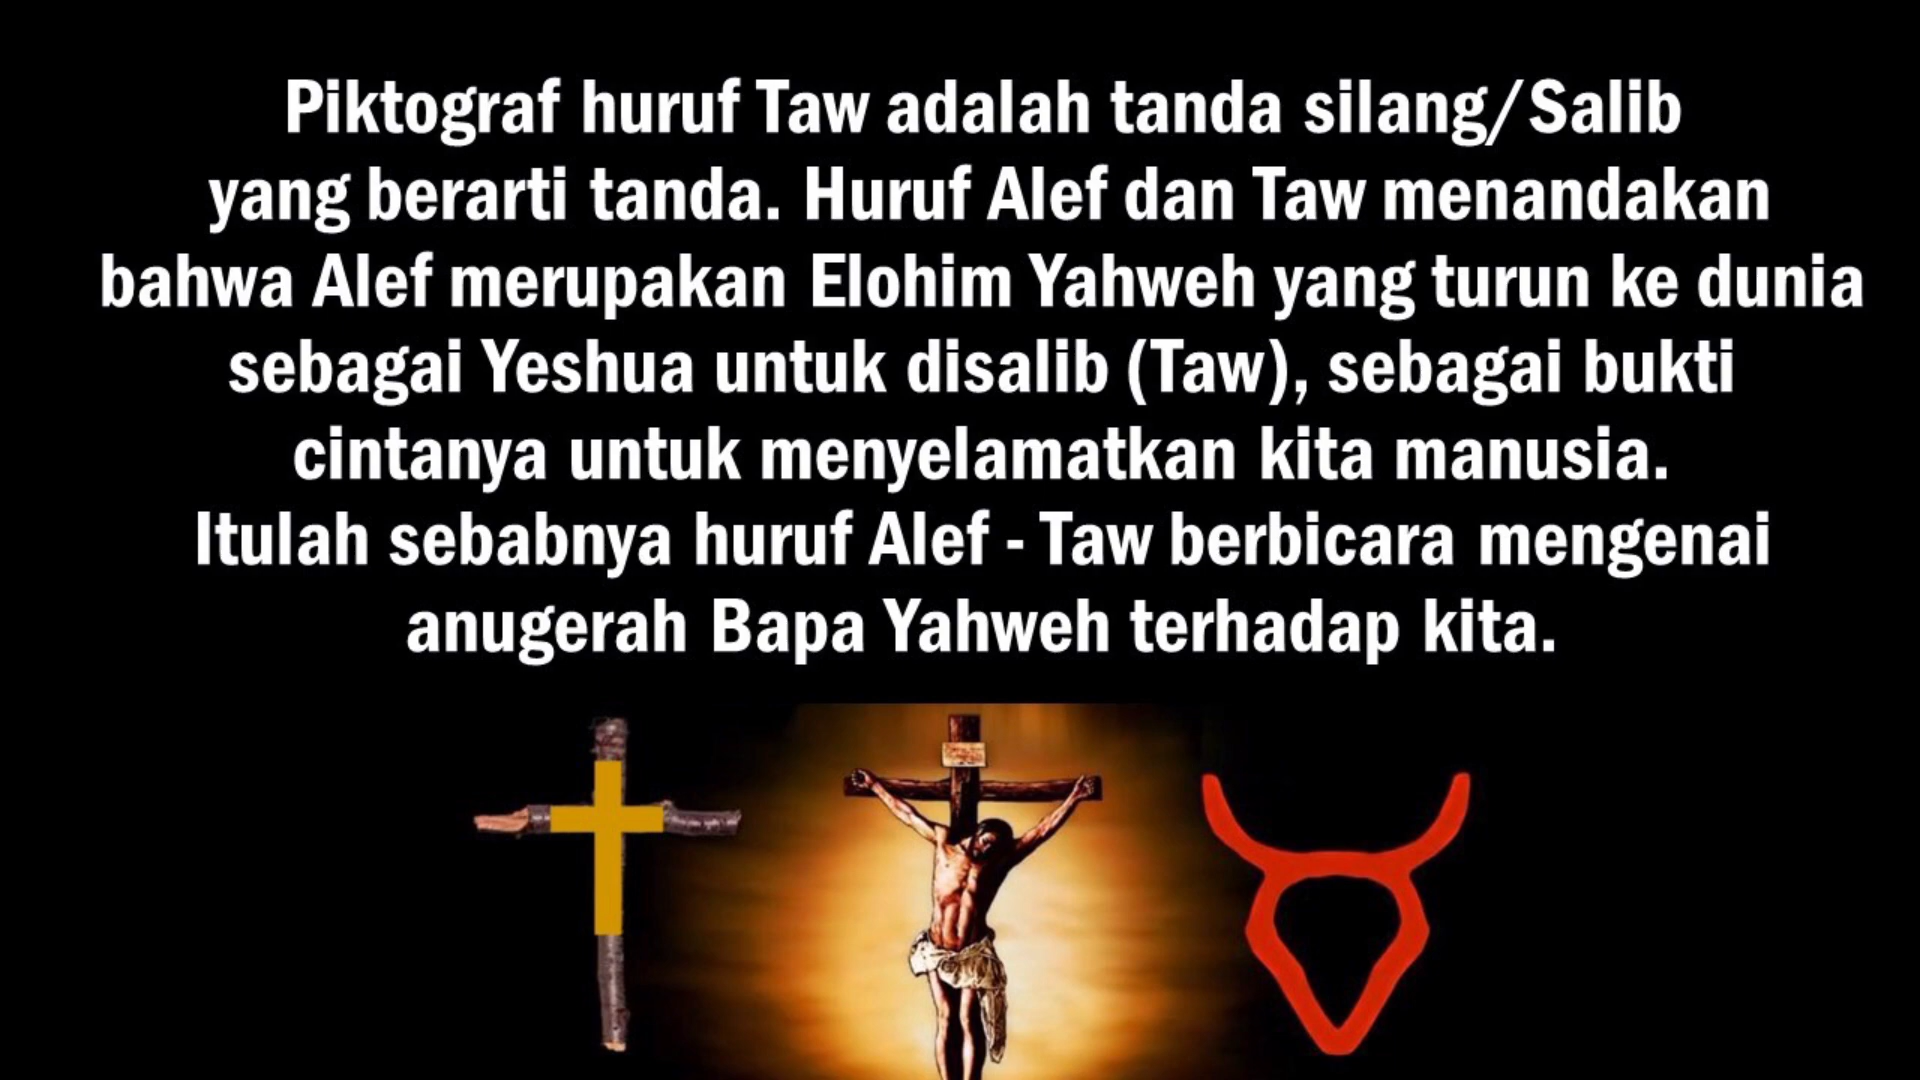 Piktograf huruf Taw adalah tanda silang/Salib
yang berarti tanda. Huruf Alef dan Taw menandakan
bahwa Alef merupakan Elohim Yahweh yang turun ke dunia
sebagai Yeshua untuk disalib (Taw), sebagai bukti
cintanya untuk menyelamatkan kita manusia.
Itulah sebabnya huruf Alef - Taw berbicara mengenai
anugerah Bapa Yahweh terhadap kita.